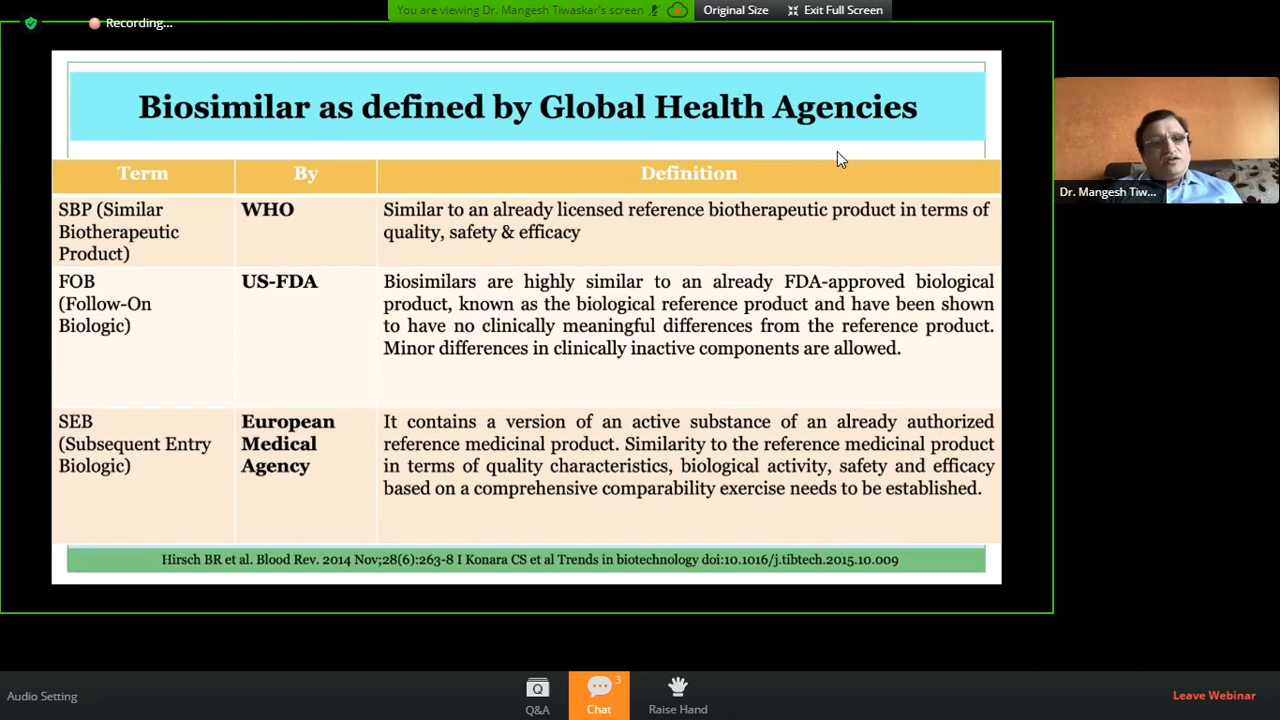 You are viewing Dr. Mangesh Tiwaskar's screen
Original Size
Exit Full Screen
Recording...
Biosimilar as defined by Global Health Agencies
Term
By
Definition
SBP (Similar
Biotherapeutic
Product)
WHO
Similar to an already licensed reference biotherapeutic product in terms of
quality, safety & efficacy
FOB
(Follow-On
Biologic)
US-FDA
Biosimilars are highly similar to an already FDA-approved biological
product, known as the biological reference product and have been shown
to have no clinically meaningful differences from the reference product.
Minor differences in clinically inactive components are allowed.
SEB
(Subsequent Entry
Biologic)
European
Medical
Agency
It contains a version of an active substance of an already authorized
reference medicinal product. Similarity to the reference medicinal product
in terms of quality characteristics, biological activity, safety and efficacy
based on a comprehensive comparability exercise needs to be established.
Hirsch BR et al. Blood Rev. 2014 Nov;28(6):263-8 I Konara CS et al Trends in biotechnology doi:10.1016/j.tibtech.2015.10.009
Dr. Mangesh Tiw...
Audio Setting
Q
Q&A
3
Chat
Raise Hand
Leave Webinar